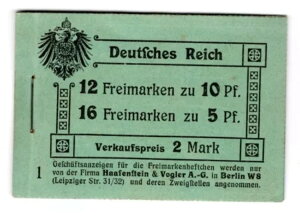 Deutsches Reich
12 Freimarken zu 10 Pf.
16 Freimarken zu 5 Pf.
Verkaufspreis 2 Mark
1
Geschäftsanzeigen für die Freimarkenheftchen werden nur
von der Firma Haasenstein & Vogler A.-G. in Berlin W8
(Leipziger Str. 31/32) und deren Zweigstellen angenommen.